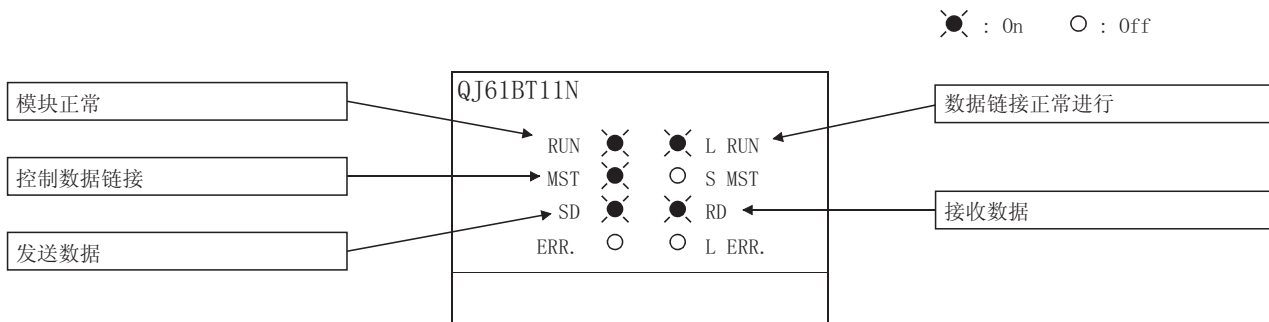 : On : Off
模块正常
控制数据链接
发送数据
QJ61BT11N
RUN L RUN
MST S MST
SD RD
ERR. L ERR.
数据链接正常进行
接收数据